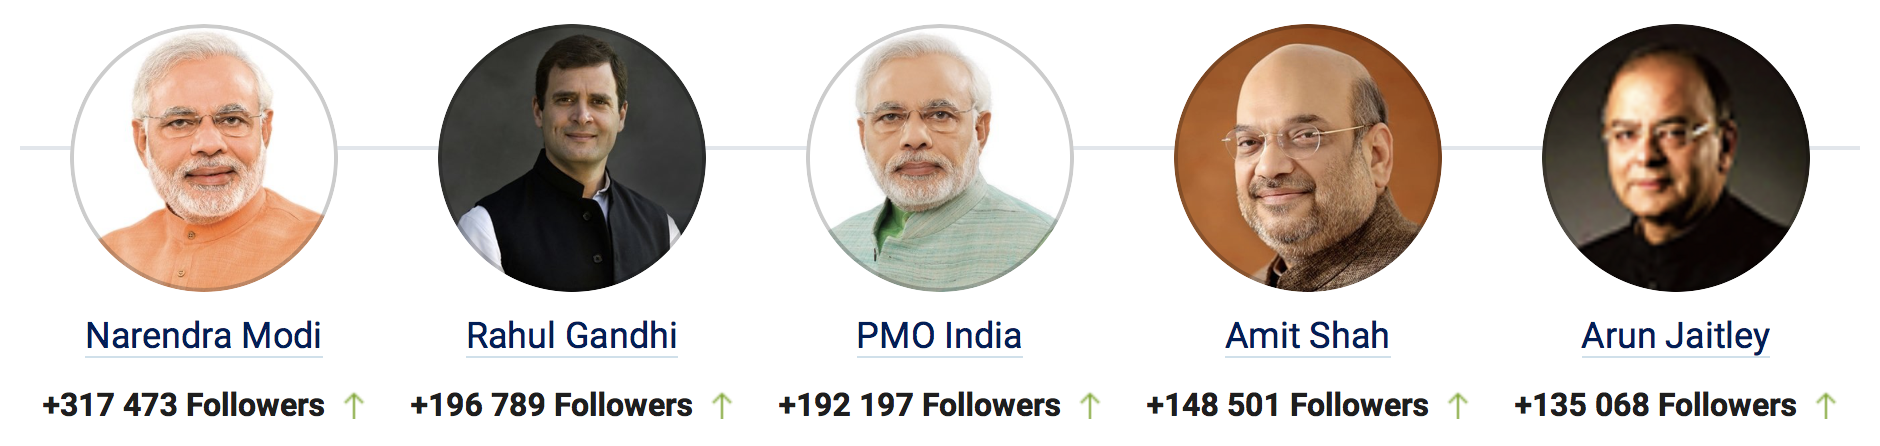 Narendra Modi Rahul Gandhi PMO India Amit Shah Arun Jaitley
+317 473 Followers ↑ +196 789 Followers ↑ +192 197 Followers ↑ +148 501 Followers ↑ +135 068 Followers ↑